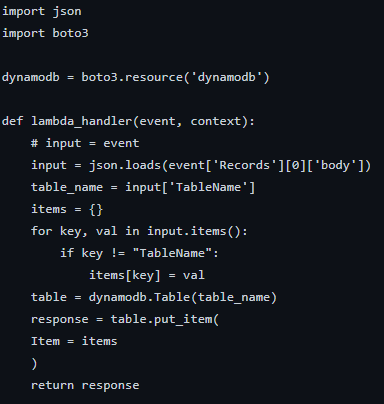 import json
import boto3

dynamodb = boto3.resource('dynamodb')

def lambda_handler(event, context):
    # input = event
    input = json.loads(event['Records'][0]['body'])
    table_name = input['TableName']
    items = {}
    for key, val in input.items():
        if key != "TableName":
            items[key] = val
    table = dynamodb.Table(table_name)
    response = table.put_item(
    Item = items
    )
    return response